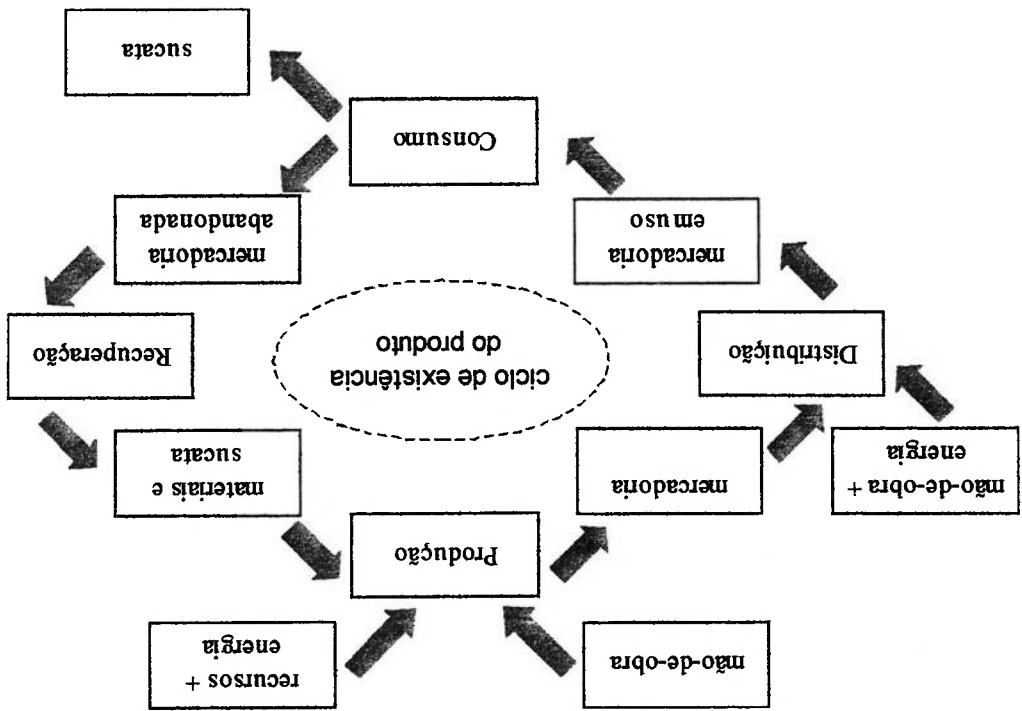 mão-de-obra
recursos +
energia
Produção
mão-de-obra +
energia
mercadoria
materiais e
sucata
Distribuição
ciclo de existência
do produto
Recuperação
mercadoria
em uso
mercadoria
abandonada
Consumo
sucata